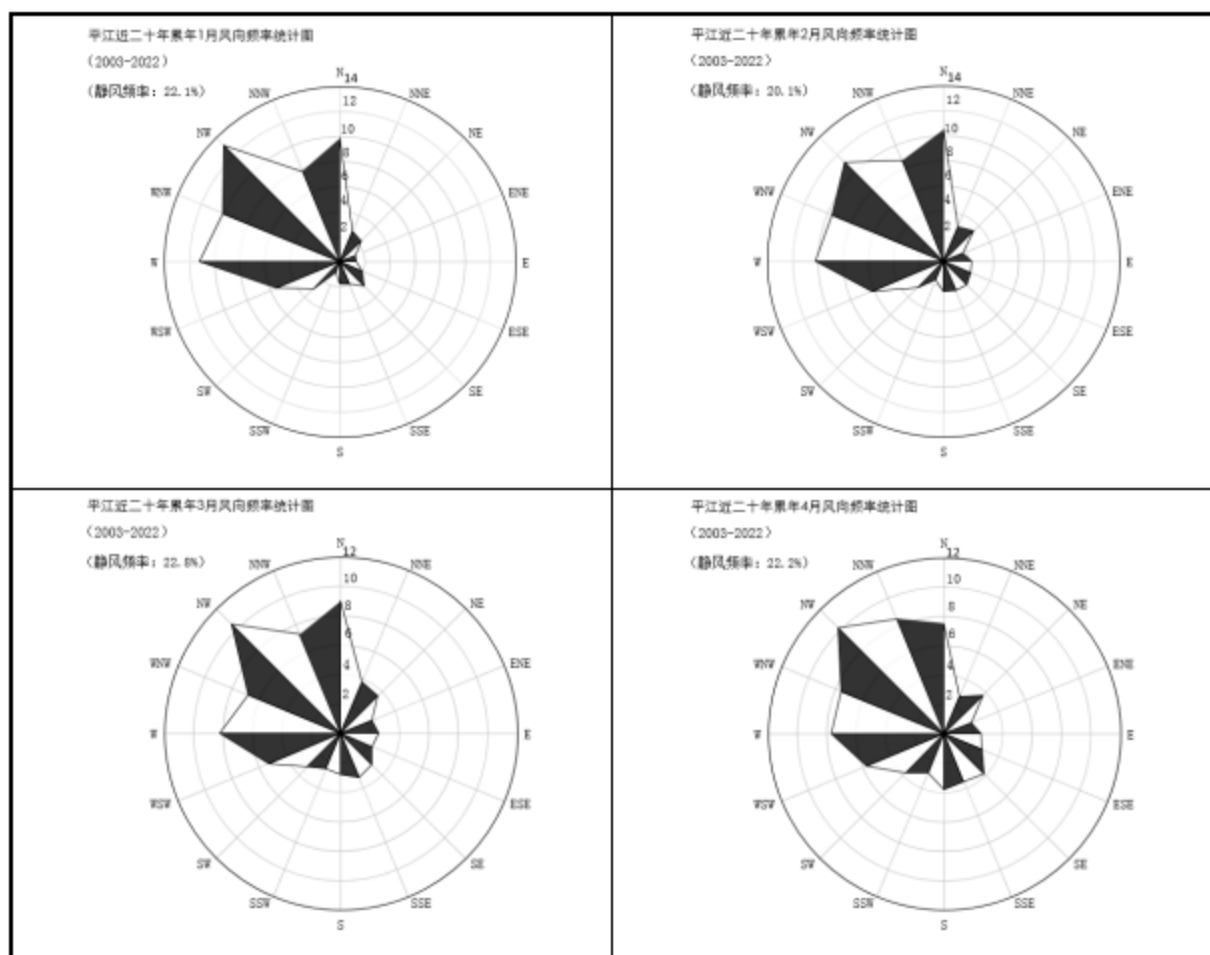 平江近二十年累年1月风向频率统计图
(2003-2022)
(静风频率: 22.1%)
N
14
12
10
8
6
4
2
NNE
NE
ENE
E
ESE
SE
SSE
S
SSW
SW
WSW
W
WNW
NW
NNW
平江近二十年累年2月风向频率统计图
(2003-2022)
(静风频率: 20.1%)
N
14
12
10
8
6
4
2
NNE
NE
ENE
E
ESE
SE
SSE
S
SSW
SW
WSW
W
WNW
NW
NNW
平江近二十年累年3月风向频率统计图
(2003-2022)
(静风频率: 22.8%)
N
12
10
8
6
4
2
NNE
NE
ENE
E
ESE
SE
SSE
S
SSW
SW
WSW
W
WNW
NW
NNW
平江近二十年累年4月风向频率统计图
(2003-2022)
(静风频率: 22.2%)
N
12
10
8
6
4
2
NNE
NE
ENE
E
ESE
SE
SSE
S
SSW
SW
WSW
W
WNW
NW
NNW